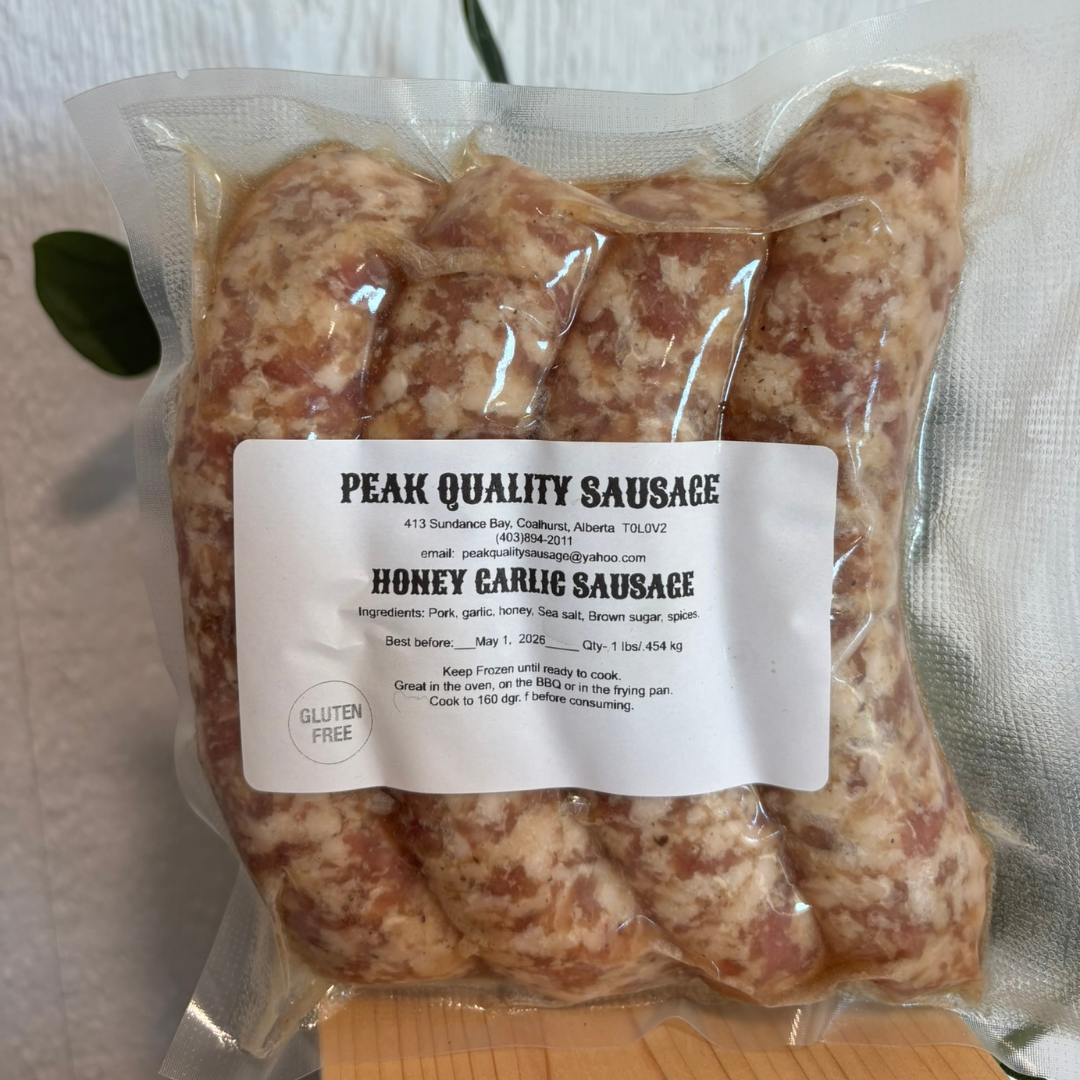 PEAK QUALITY SAUSAGE
413 Sundance Bay, Coalhurst, Alberta T0L0V2
(403)894-2011
email: peakqualitysausage@yahoo.com
HONEY GARLIC SAUSAGE
Ingredients: Pork, garlic, honey, Sea salt, Brown sugar, spices.
Best before:___May 1, 2026_____ Qty- 1 lbs/.454 kg
Keep Frozen until ready to cook.
Great in the oven, on the BBQ or in the frying pan.
Cook to 160 dgr. f before consuming.
GLUTEN
FREE